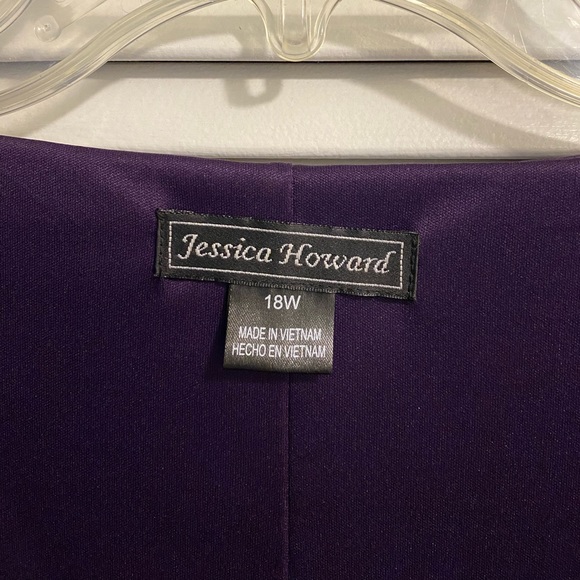 Jessica Howard
18W
MADE IN VIETNAM
HECHO EN VIETNAM